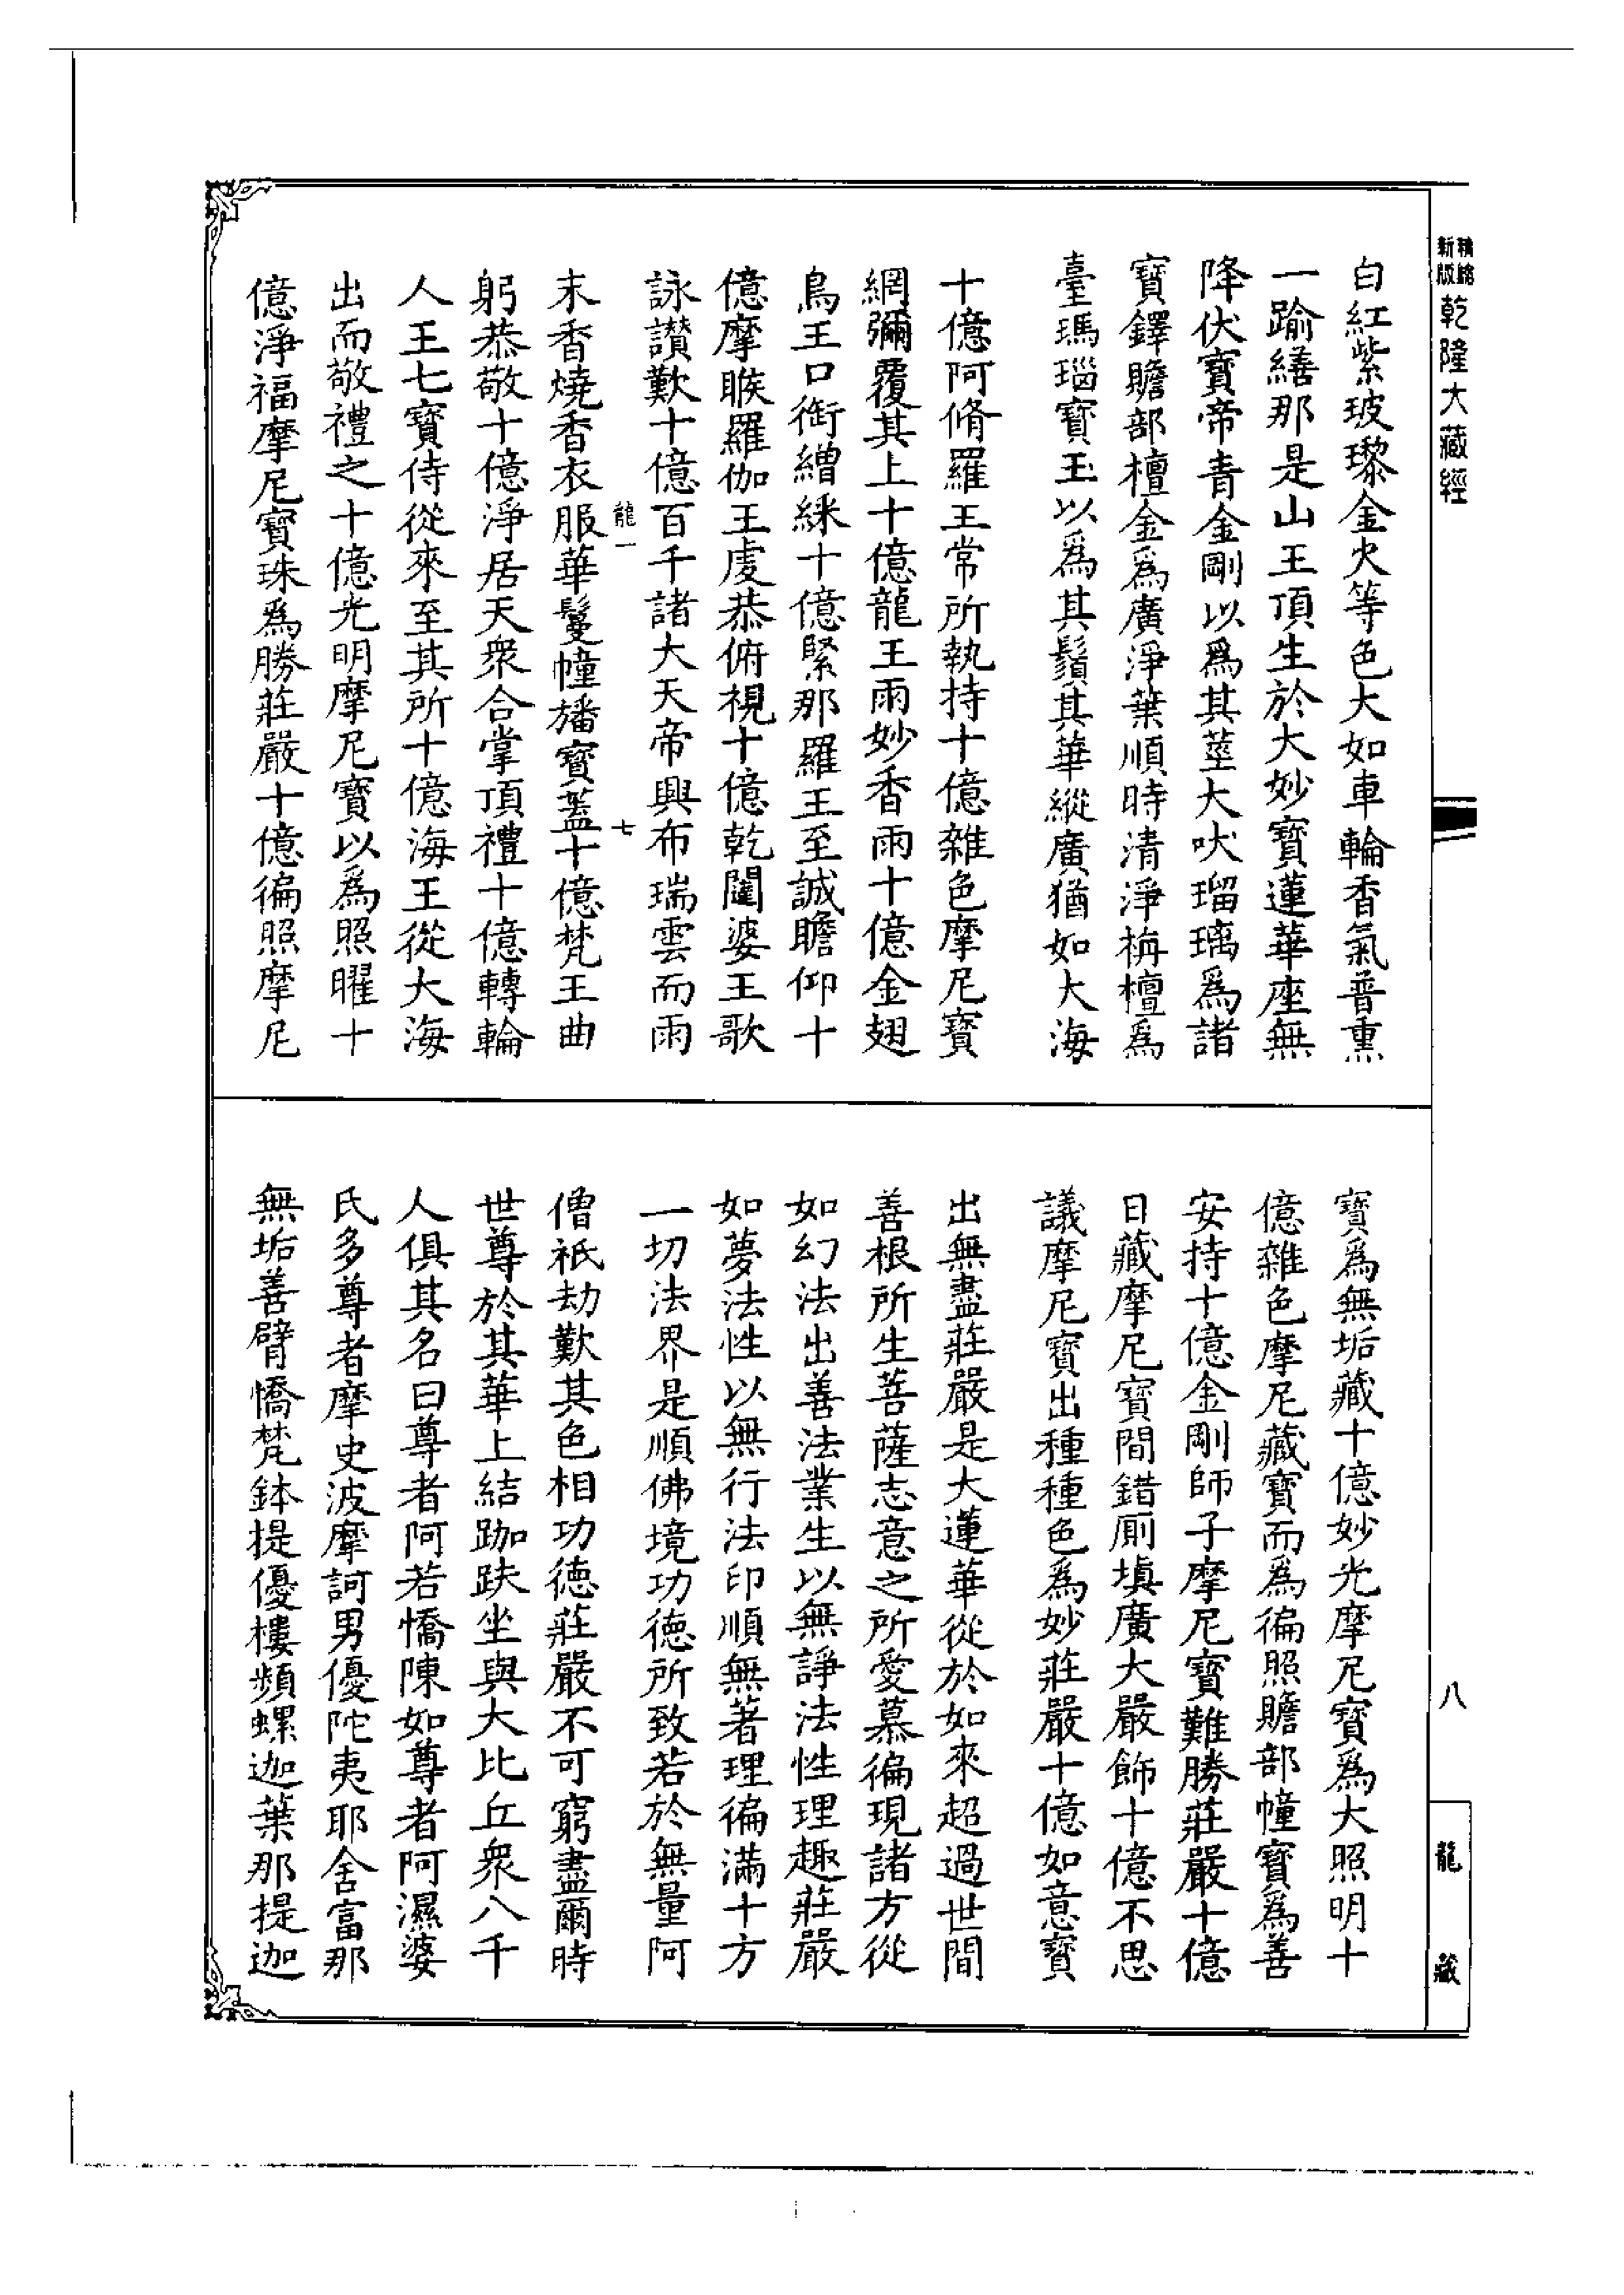 精縮
新版
乾隆大藏經
白紅紫玻瓈金火等色大如車輪香氣普熏
一踰繕那是山王頂生於大妙寶蓮華座無
降伏寶帝青金剛以爲其莖大吠瑠璃爲諸
寶鐸贍部檀金爲廣淨葉順時清淨栴檀爲
臺瑪瑙寶王以爲其鬚其華縱廣猶如大海
十億阿脩羅王常所執持十億雜色摩尼寶
網彌覆其上十億龍王雨妙香雨十億金翅
鳥王口銜繒綵十億緊那羅王至誠瞻仰十
億摩睺羅伽王虔恭俯視十億乾闥婆王歌
詠讚歎十億百千諸大天帝興布瑞雲而雨
龍一
七
末香燒香衣服華鬘幢旛寶蓋十億梵王曲
躬恭敬十億淨居天衆合掌頂禮十億轉輪
人王七寶侍從來至其所十億海王從大海
出而敬禮之十億光明摩尼寶以爲照曜十
億淨福摩尼寶珠爲勝莊嚴十億徧照摩尼
寶爲無垢藏十億妙光摩尼寶爲大照明十
億雜色摩尼藏寶而爲徧照贍部幢寶爲善
安持十億金剛師子摩尼寶難勝莊嚴十億
日藏摩尼寶間錯厠塡廣大嚴飾十億不思
議摩尼寶出種種色爲妙莊嚴十億如意寶
出無盡莊嚴是大蓮華從於如來超過世間
善根所生菩薩志意之所愛慕徧現諸方從
如幻法出善法業生以無諍法性理趣莊嚴
如夢法性以無行法印順無著理徧滿十方
一切法界是順佛境功德所致若於無量阿
僧祇劫歎其色相功德莊嚴不可窮盡爾時
世尊於其華上結跏趺坐與大比丘衆八千
人俱其名曰尊者阿若憍陳如尊者阿濕婆
氏多尊者摩史波摩訶男優陀夷耶舍富那
無垢善臂憍梵鉢提優樓頻螺迦葉那提迦
八
龍藏